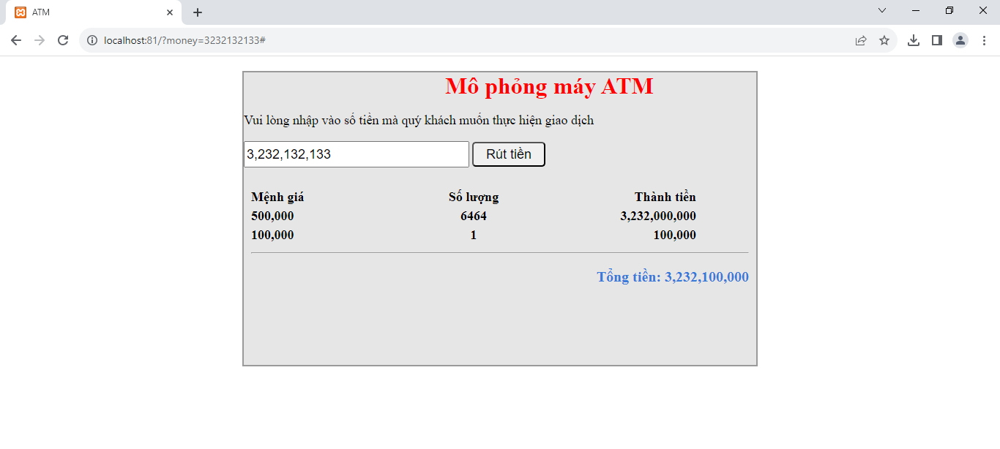 ATM
localhost:81/?money=3232132133#
Mô phỏng máy ATM
Vui lòng nhập vào số tiền mà quý khách muốn thực hiện giao dịch
3,232,132,133 Rút tiền
Mệnh giá Số lượng Thành tiền
500,000 6464 3,232,000,000
100,000 1 100,000
Tổng tiền: 3,232,100,000